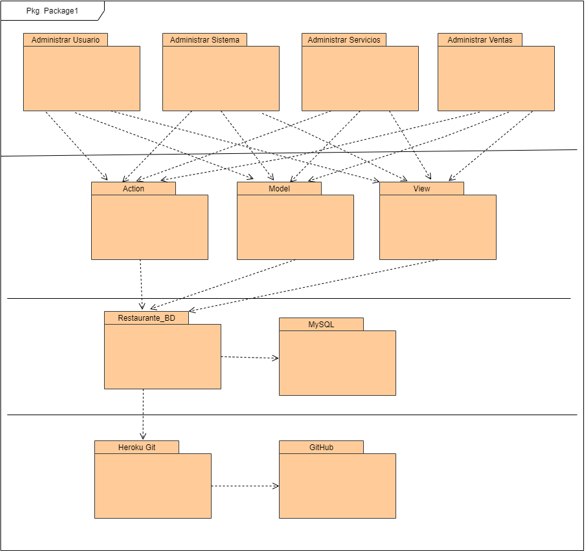 Pkg Package1
Administrar Usuario
Administrar Sistema
Administrar Servicios
Administrar Ventas
Action
Model
View
Restaurante_BD
MySQL
Heroku Git
GitHub